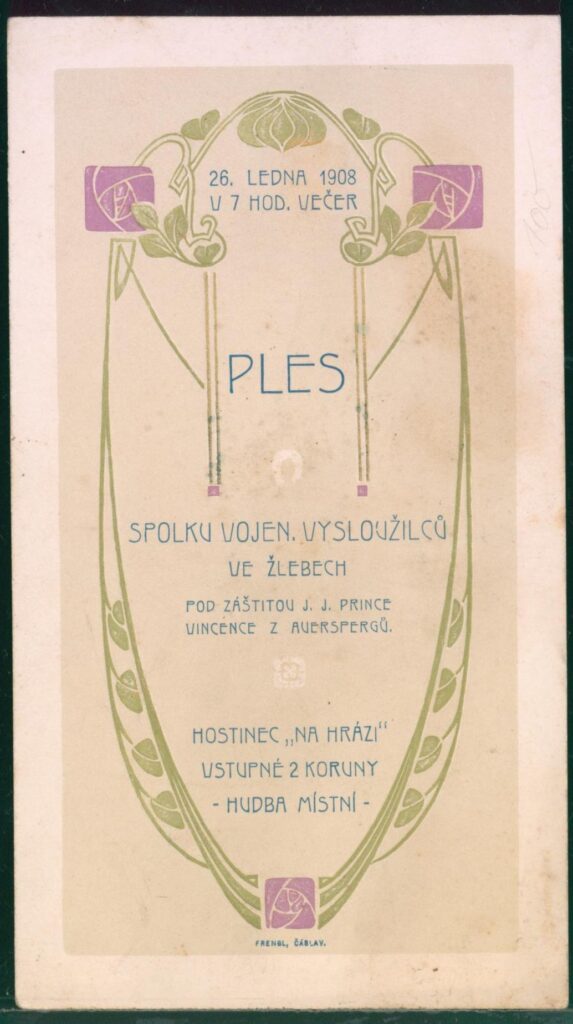 26. LEDNA 1908
V 7 HOD. VEČER
PLES
SPOLKU VOJEN. VYSLOUŽILCŮ
VE ŽLEBECH
POD ZÁŠTITOU J. J. PRINCE
VINCENCE Z AUERSPERGŮ.
HOSTINEC „NA HRÁZI“
VSTUPNÉ 2 KORUNY
- HUDBA MÍSTNÍ -
FRENGL, ČÁSLAV.
100